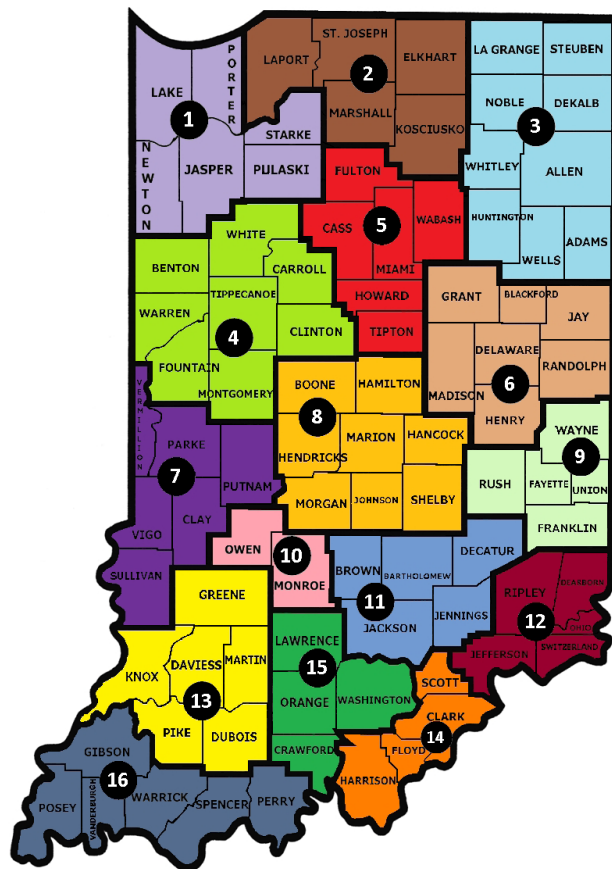 PORTER
LAKE
1
STARKE
NEWTON
JASPER
PULASKI
ST. JOSEPH
LAPORT
ELKHART
2
MARSHALL
KOSCIUSKO
LA GRANGE
STEUBEN
NOBLE
DEKALB
3
WHITLEY
ALLEN
HUNTINGTON
WELLS
ADAMS
FULTON
CASS
5
WABASH
MIAMI
HOWARD
TIPTON
WHITE
BENTON
CARROLL
TIPPECANOE
WARREN
4
CLINTON
FOUNTAIN
MONTGOMERY
GRANT
BLACKFORD
JAY
DELAWARE
RANDOLPH
6
MADISON
HENRY
BOONE
HAMILTON
8
MARION
HANCOCK
HENDRICKS
MORGAN
JOHNSON
SHELBY
VERMILLION
PARKE
7
PUTNAM
VIGO
CLAY
SULLIVAN
WAYNE
9
RUSH
FAYETTE
UNION
FRANKLIN
OWEN
10
MONROE
BROWN
BARTHOLOMEW
DECATUR
11
JACKSON
JENNINGS
RIPLEY
DEARBORN
12
OHIO
JEFFERSON
SWITZERLAND
GREENE
KNOX
DAVIESS
MARTIN
13
PIKE
DUBOIS
LAWRENCE
15
ORANGE
WASHINGTON
CRAWFORD
SCOTT
CLARK
14
FLOYD
HARRISON
GIBSON
16
POSEY
VANDERBURGH
WARRICK
SPENCER
PERRY